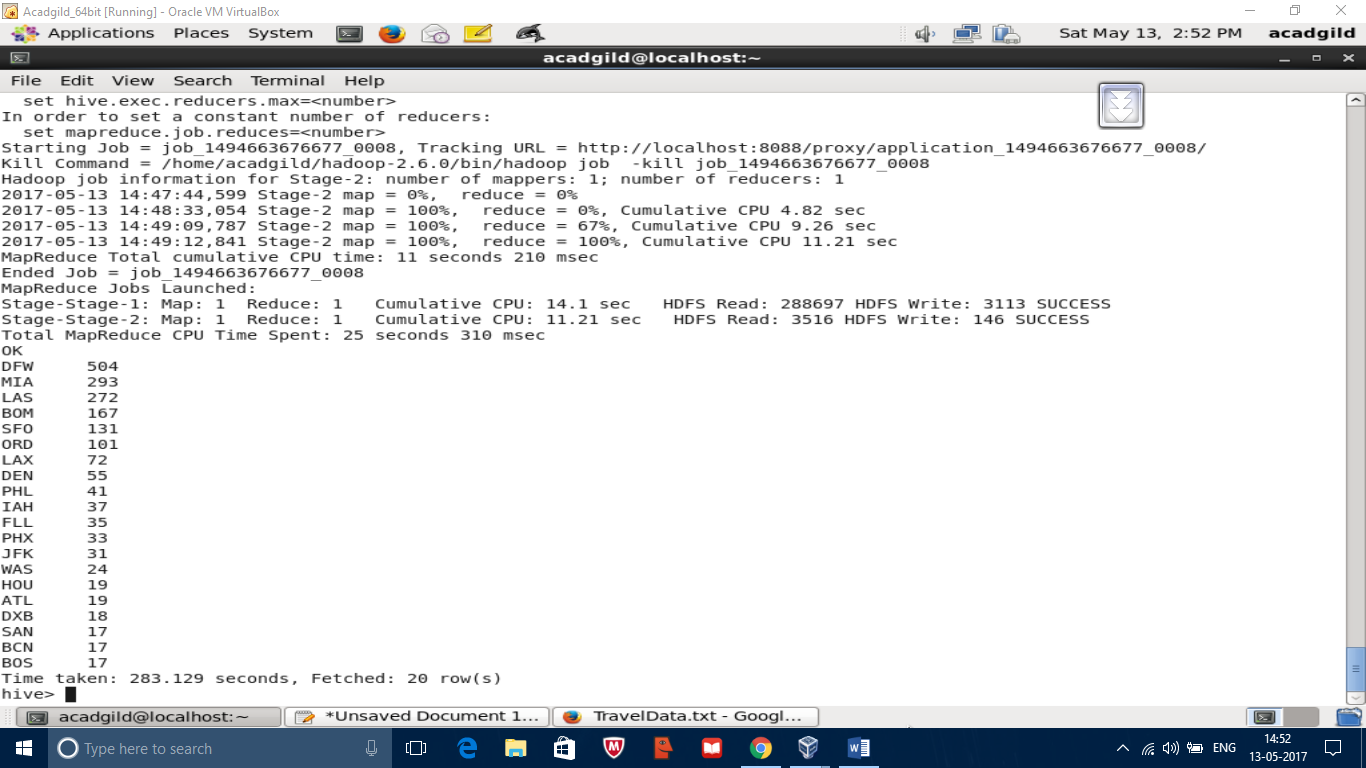 Acadgild_64bit [Running] - Oracle VM VirtualBox
Applications Places System Sat May 13, 2:52 PM acadgild
acadgild@localhost:~
File Edit View Search Terminal Help
set hive.exec.reducers.max=<number>
In order to set a constant number of reducers:
set mapreduce.job.reduces=<number>
Starting Job = job_1494663676677_0008, Tracking URL = http://localhost:8088/proxy/application_1494663676677_0008/
Kill Command = /home/acadgild/hadoop-2.6.0/bin/hadoop job  -kill job_1494663676677_0008
Hadoop job information for Stage-2: number of mappers: 1; number of reducers: 1
2017-05-13 14:47:44,599 Stage-2 map = 0%,  reduce = 0%
2017-05-13 14:48:33,054 Stage-2 map = 100%,  reduce = 0%, Cumulative CPU 4.82 sec
2017-05-13 14:49:09,787 Stage-2 map = 100%,  reduce = 67%, Cumulative CPU 9.26 sec
2017-05-13 14:49:12,841 Stage-2 map = 100%,  reduce = 100%, Cumulative CPU 11.21 sec
MapReduce Total cumulative CPU time: 11 seconds 210 msec
Ended Job = job_1494663676677_0008
MapReduce Jobs Launched:
Stage-Stage-1: Map: 1  Reduce: 1   Cumulative CPU: 14.1 sec   HDFS Read: 288697 HDFS Write: 3113 SUCCESS
Stage-Stage-2: Map: 1  Reduce: 1   Cumulative CPU: 11.21 sec   HDFS Read: 3516 HDFS Write: 146 SUCCESS
Total MapReduce CPU Time Spent: 25 seconds 310 msec
OK
DFW 504
MIA 293
LAS 272
BOM 167
SFO 131
ORD 101
LAX 72
DEN 55
PHL 41
IAH 37
FLL 35
PHX 33
JFK 31
WAS 24
HOU 19
ATL 19
DXB 18
SAN 17
BCN 17
BOS 17
Time taken: 283.129 seconds, Fetched: 20 row(s)
hive>
acadgild@localhost:~ *Unsaved Document 1... TravelData.txt - Googl...
Type here to search ENG 14:52
13-05-2017